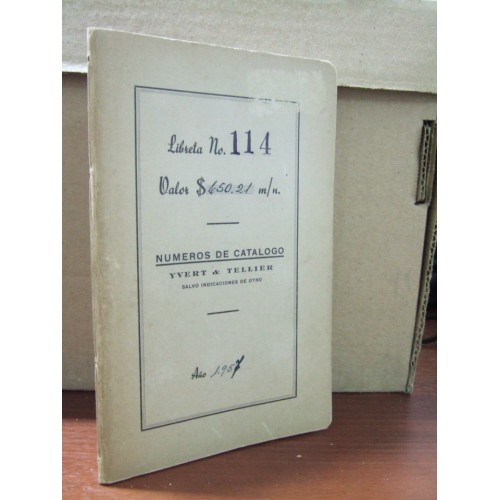 Libreta No. 114
Valor $ 650.21 m/n.
NUMEROS DE CATALOGO
YVERT & TELLIER
SALVO INDICACIONES DE OTRO
Año 1957